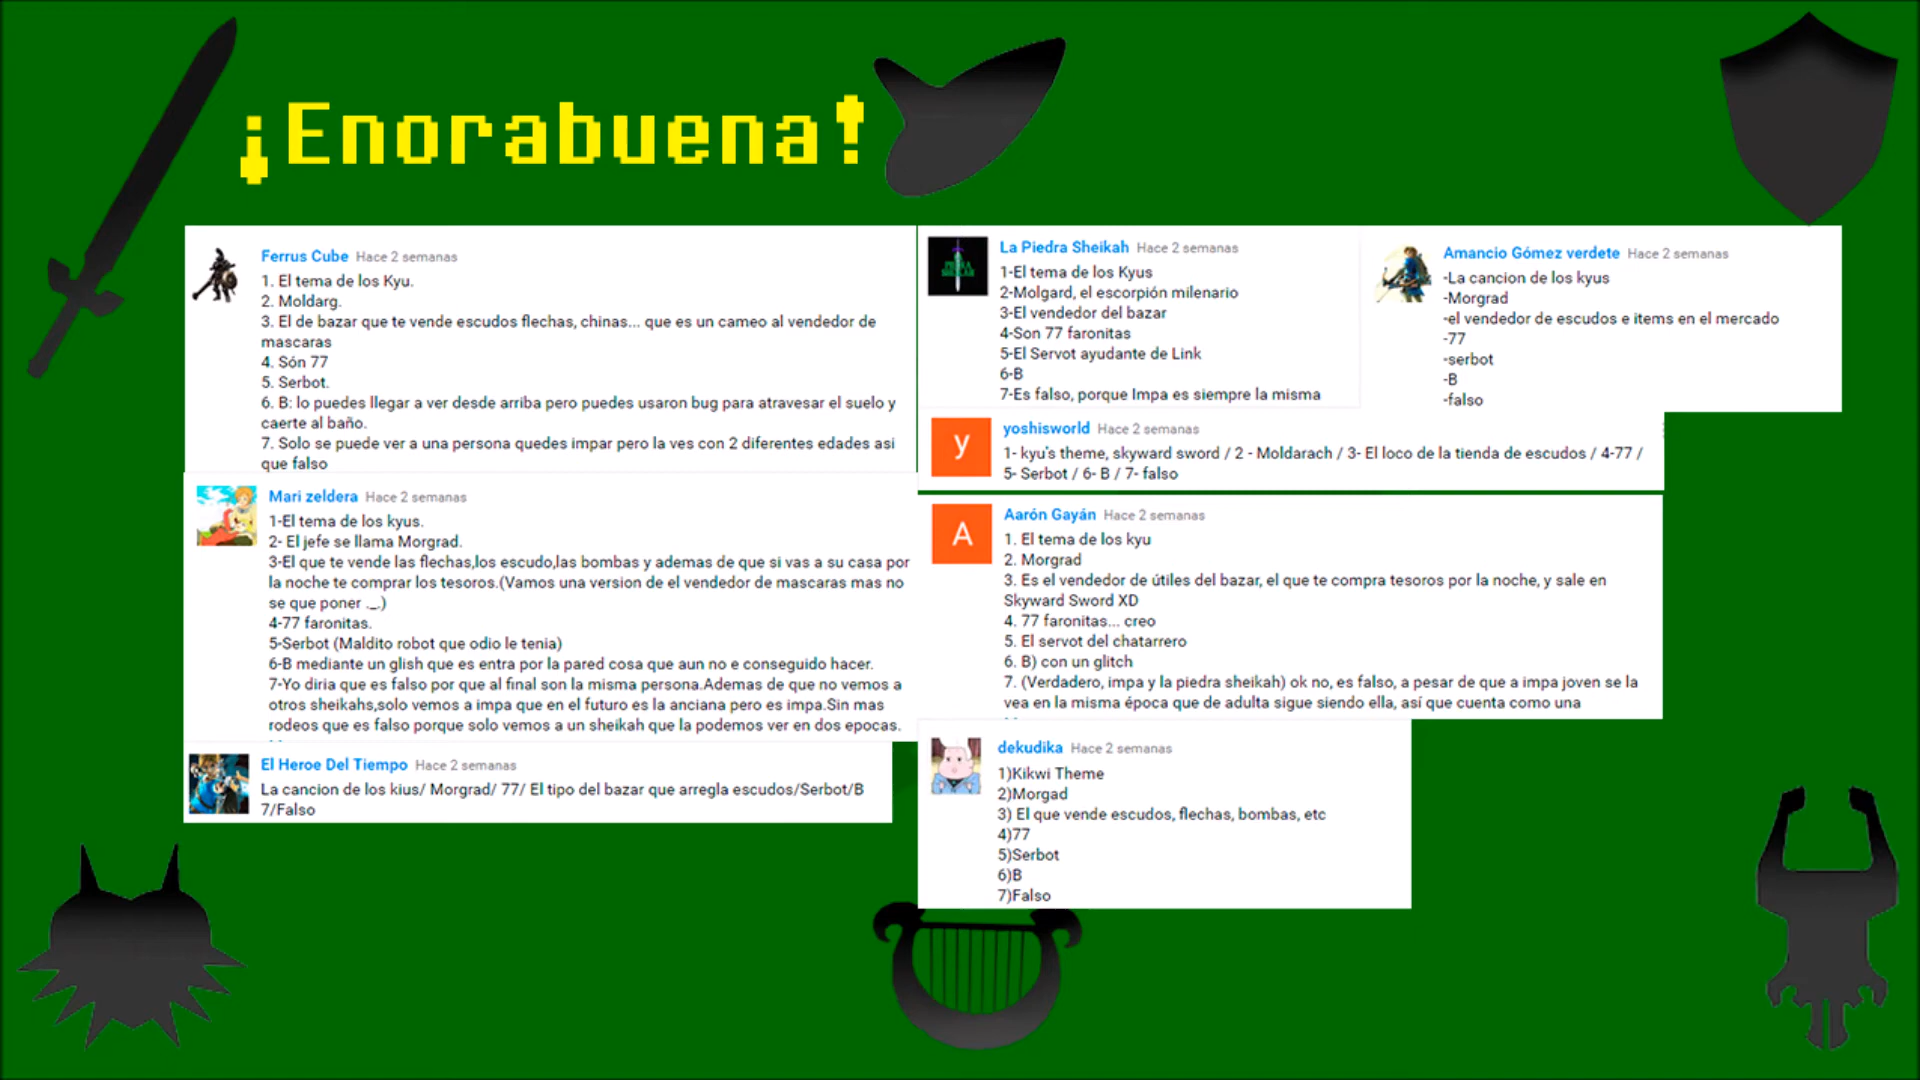 ¡Enorabuena!
Ferrus Cube Hace 2 semanas
1. El tema de los Kyu.
2. Moldarg.
3. El de bazar que te vende escudos flechas, chinas... que es un cameo al vendedor de
mascaras
4. Són 77
5. Serbot.
6. B: lo puedes llegar a ver desde arriba pero puedes usaron bug para atravesar el suelo y
caerte al baño.
7. Solo se puede ver a una persona quedes impar pero la ves con 2 diferentes edades asi
que falso
Mari zeldera Hace 2 semanas
1-El tema de los kyus.
2- El jefe se llama Morgrad.
3-El que te vende las flechas,los escudo,las bombas y ademas de que si vas a su casa por
la noche te comprar los tesoros.(Vamos una version de el vendedor de mascaras mas no
se que poner ._.)
4-77 faronitas.
5-Serbot (Maldito robot que odio le tenia)
6-B mediante un glish que es entra por la pared cosa que aun no e conseguido hacer.
7-Yo diria que es falso por que al final son la misma persona.Ademas de que no vemos a
otros sheikahs,solo vemos a impa que en el futuro es la anciana pero es impa.Sin mas
rodeos que es falso porque solo vemos a un sheikah que la podemos ver en dos epocas.
El Heroe Del Tiempo Hace 2 semanas
La cancion de los kius/ Morgrad/ 77/ El tipo del bazar que arregla escudos/Serbot/B
7/Falso
La Piedra Sheikah Hace 2 semanas
1-El tema de los Kyus
2-Molgard, el escorpión milenario
3-El vendedor del bazar
4-Son 77 faronitas
5-El Servot ayudante de Link
6-B
7-Es falso, porque Impa es siempre la misma
Amancio Gómez verdete Hace 2 semanas
-La cancion de los kyus
-Morgrad
-el vendedor de escudos e items en el mercado
-77
-serbot
-B
-falso
y
yoshisworld Hace 2 semanas
1- kyu's theme, skyward sword / 2 - Moldarach / 3- El loco de la tienda de escudos / 4-77 /
5- Serbot / 6- B / 7- falso
A
Aarón Gayán Hace 2 semanas
1. El tema de los kyu
2. Morgrad
3. Es el vendedor de útiles del bazar, el que te compra tesoros por la noche, y sale en
Skyward Sword XD
4. 77 faronitas... creo
5. El servot del chatarrero
6. B) con un glitch
7. (Verdadero, impa y la piedra sheikah) ok no, es falso, a pesar de que a impa joven se la
vea en la misma época que de adulta sigue siendo ella, así que cuenta como una
dekudika Hace 2 semanas
1)Kikwi Theme
2)Morgad
3) El que vende escudos, flechas, bombas, etc
4)77
5)Serbot
6)B
7)Falso